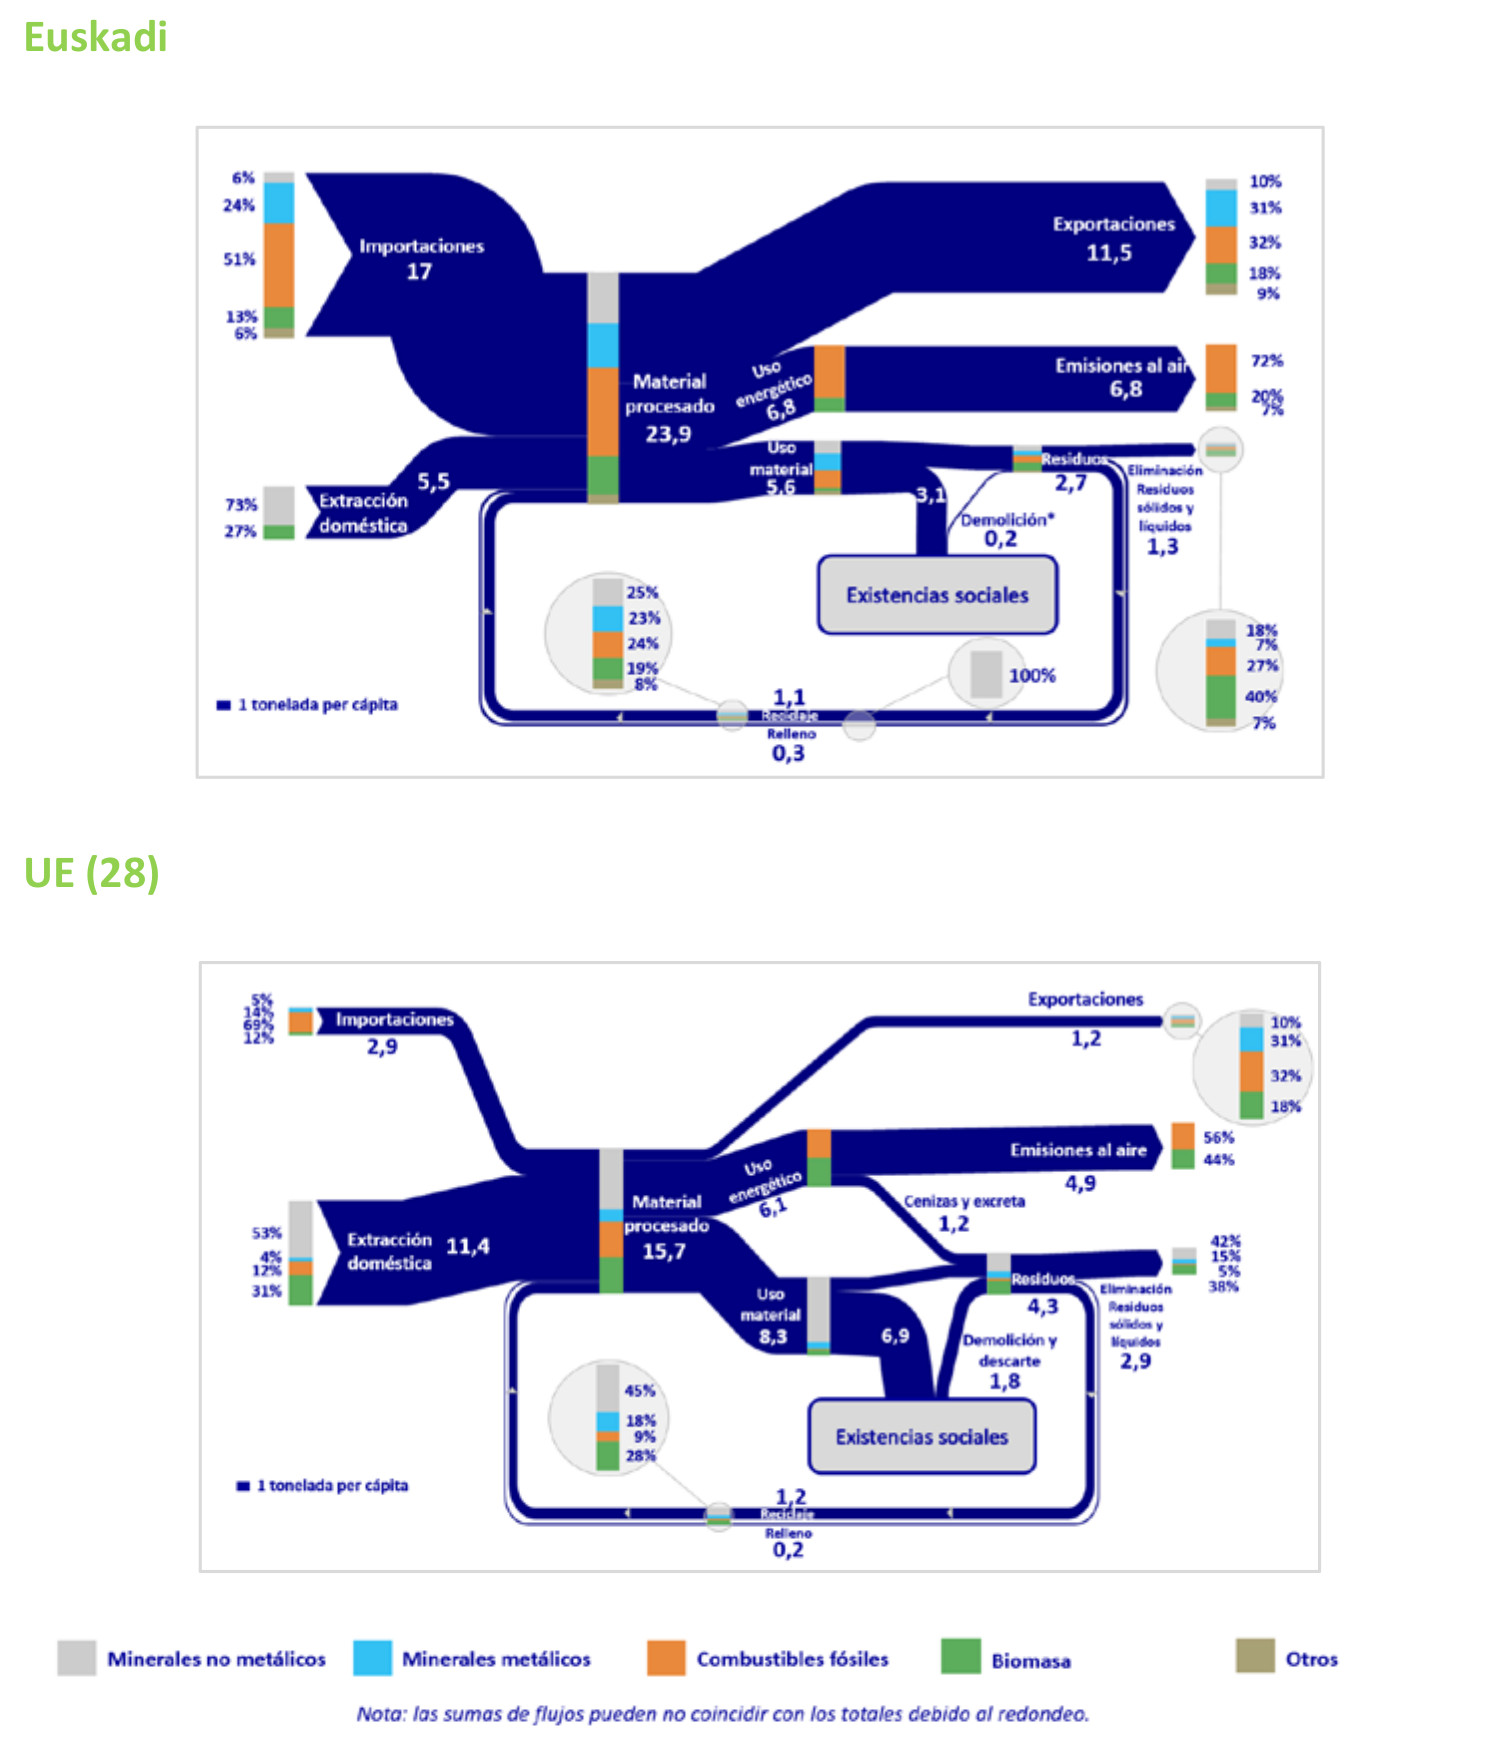 Euskadi
6%
24%
51%
13%
6%
Importaciones
17
Exportaciones
11,5
10%
31%
32%
18%
9%
Material
procesado
23,9
Uso
energético
6,8
Emisiones al air
6,8
72%
20%
7%
Extracción
doméstica
5,5
73%
27%
Uso
material
5,6
3,1
Residuos
2,7
Demolición*
0,2
Eliminación
Residuos
sólidos y
líquidos
1,3
Existencias sociales
25%
23%
24%
19%
8%
100%
18%
7%
27%
40%
7%
1 tonelada per cápita
1,1
Reciclaje
Relleno
0,3
UE (28)
5%
14%
69%
12%
Importaciones
2,9
Exportaciones
1,2
10%
31%
32%
18%
Extracción
doméstica
11,4
53%
4%
12%
31%
Material
procesado
15,7
Uso
energético
6,1
Emisiones al aire
4,9
56%
44%
Cenizas y excreta
1,2
Uso
material
8,3
6,9
Residuos
4,3
Demolición y
descarte
1,8
Eliminación
Residuos
sólidos y
líquidos
2,9
42%
15%
5%
38%
Existencias sociales
45%
18%
9%
28%
1 tonelada per cápita
1,2
Reciclaje
Relleno
0,2
Minerales no metálicos
Minerales metálicos
Combustibles fósiles
Biomasa
Otros
Nota: las sumas de flujos pueden no coincidir con los totales debido al redondeo.